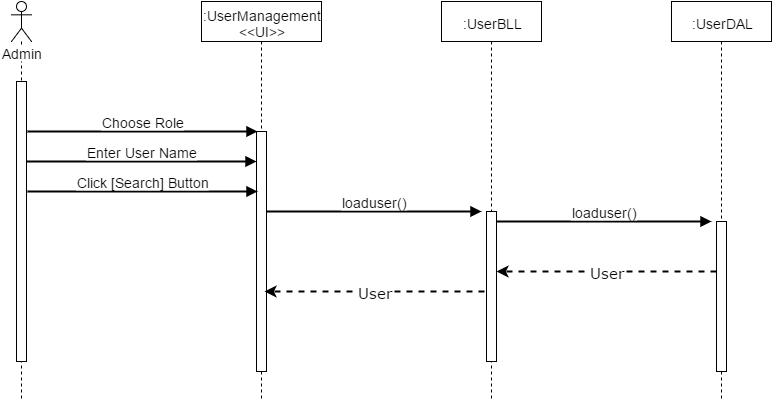 :UserManagement
<<UI>>
:UserBLL
:UserDAL
Admin
Choose Role
Enter User Name
Click [Search] Button
loaduser()
loaduser()
User
User